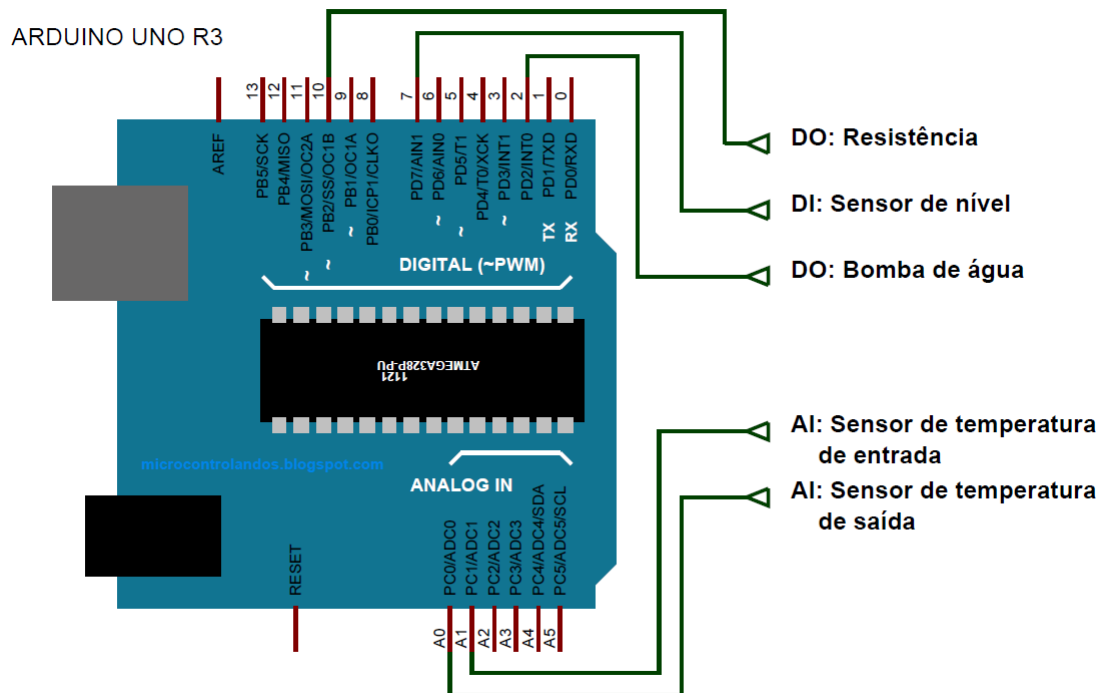 ARDUINO UNO R3
AREF
13
12
11
10
9
8
7
6
5
4
3
2
1
0
PB5/SCK
PB4/MISO
~ PB3/MOSI/OC2A
~ PB2/SS/OC1B
~ PB1/OC1A
PB0/ICP1/CLKO
PD7/AIN1
~ PD6/AIN0
~ PD5/T1
PD4/T0/XCK
~ PD3/INT1
PD2/INT0
TX PD1/TXD
RX PD0/RXD
DIGITAL (~PWM)
ATMEGA328P-PU
1121
microcontrolandos.blogspot.com
ANALOG IN
RESET
PC0/ADC0
PC1/ADC1
PC2/ADC2
PC3/ADC3
PC4/ADC4/SDA
PC5/ADC5/SCL
A0
A1
A2
A3
A4
A5
DO: Resistência
DI: Sensor de nível
DO: Bomba de água
AI: Sensor de temperatura
de entrada
AI: Sensor de temperatura
de saída